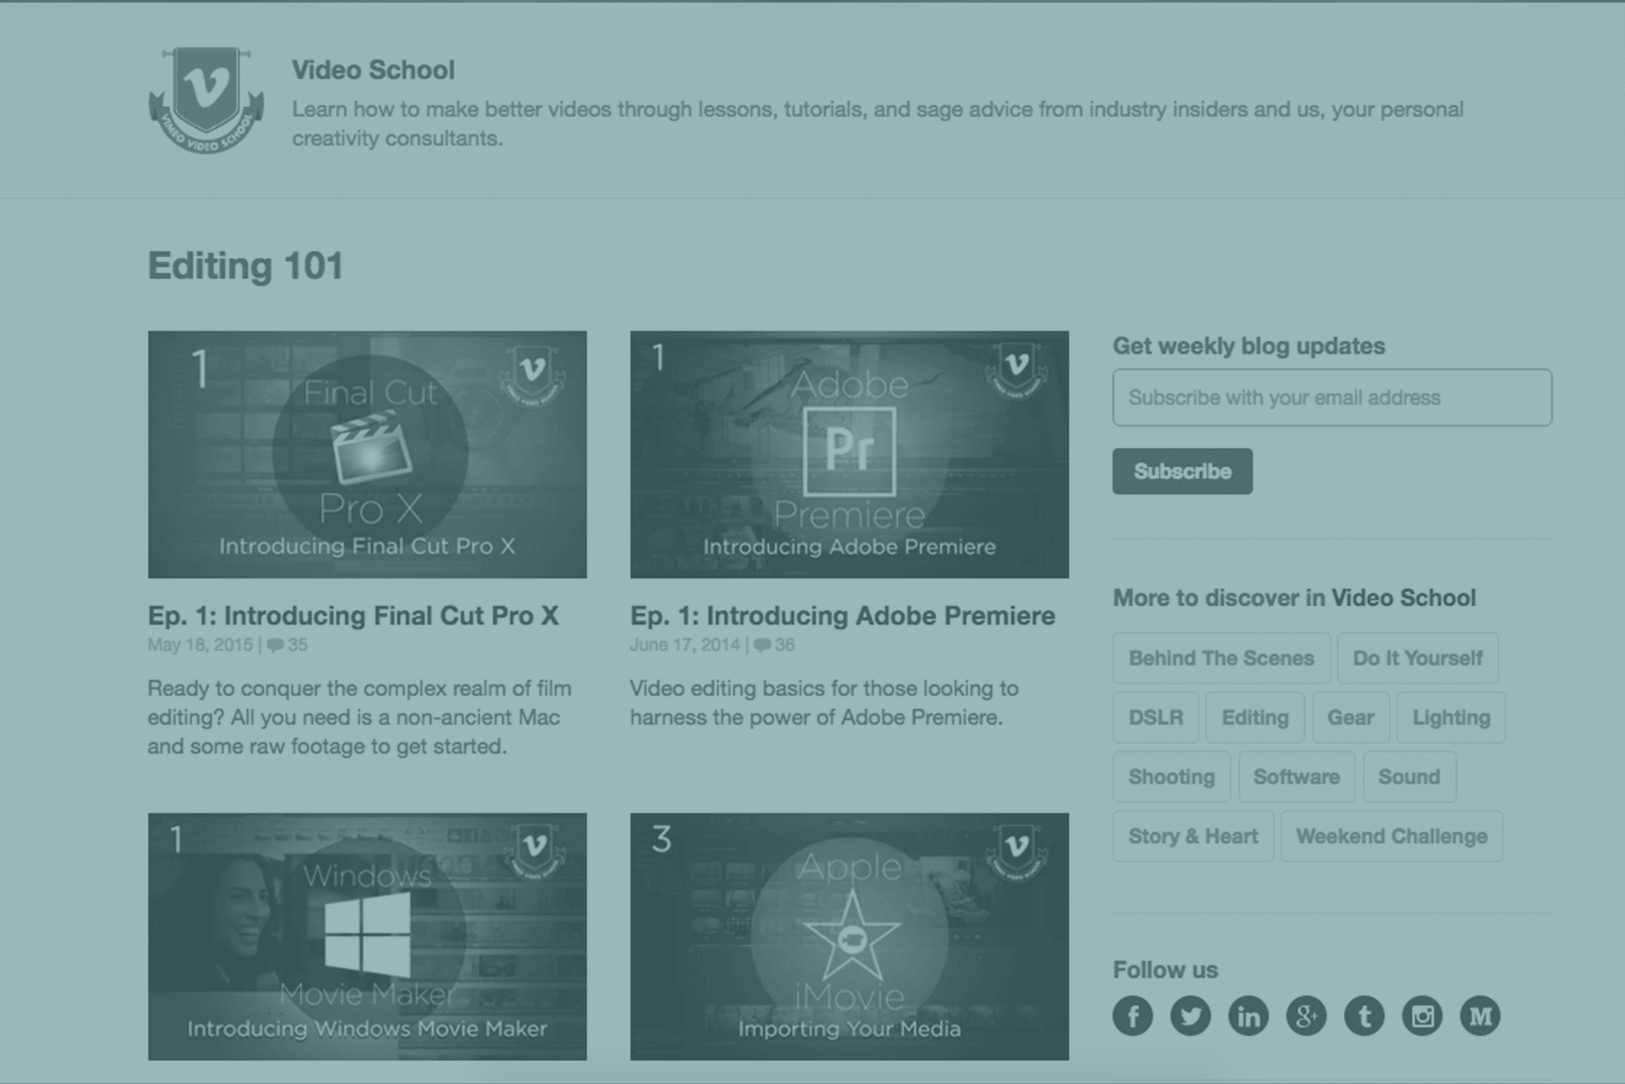 Video School
Learn how to make better videos through lessons, tutorials, and sage advice from industry insiders and us, your personal
creativity consultants.
VIMEO VIDEO SCHOOL
Editing 101
1
Final Cut
Pro X
Introducing Final Cut Pro X
Ep. 1: Introducing Final Cut Pro X
May 18, 2015 | 35
Ready to conquer the complex realm of film
editing? All you need is a non-ancient Mac
and some raw footage to get started.
1
Adobe
Pr
Premiere
Introducing Adobe Premiere
Ep. 1: Introducing Adobe Premiere
June 17, 2014 | 36
Video editing basics for those looking to
harness the power of Adobe Premiere.
1
Windows
Movie Maker
Introducing Windows Movie Maker
3
Apple
iMovie
Importing Your Media
Get weekly blog updates
Subscribe with your email address
Subscribe
More to discover in Video School
Behind The Scenes Do It Yourself
DSLR Editing Gear Lighting
Shooting Software Sound
Story & Heart Weekend Challenge
Follow us